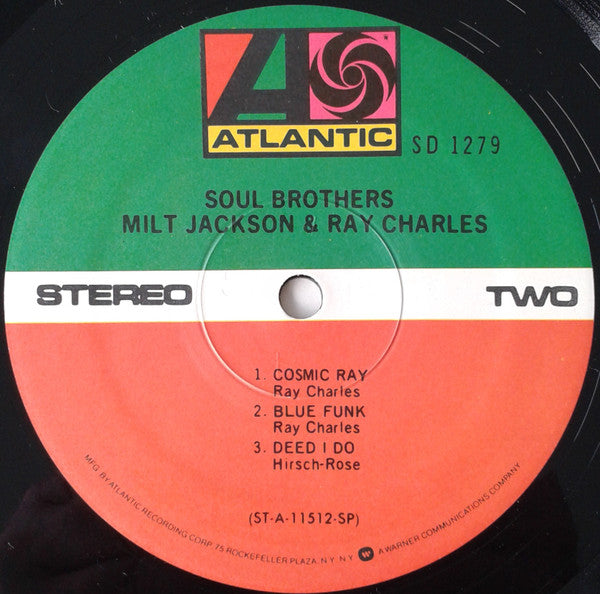 ATLANTIC
SD 1279
SOUL BROTHERS
MILT JACKSON & RAY CHARLES
STEREO
TWO
1. COSMIC RAY
Ray Charles
2. BLUE FUNK
Ray Charles
3. DEED I DO
Hirsch-Rose
(ST-A-11512-SP)
MFG. BY ATLANTIC RECORDING CORP. 75 ROCKEFELLER PLAZA, N.Y. N.Y. W A WARNER COMMUNICATIONS COMPANY